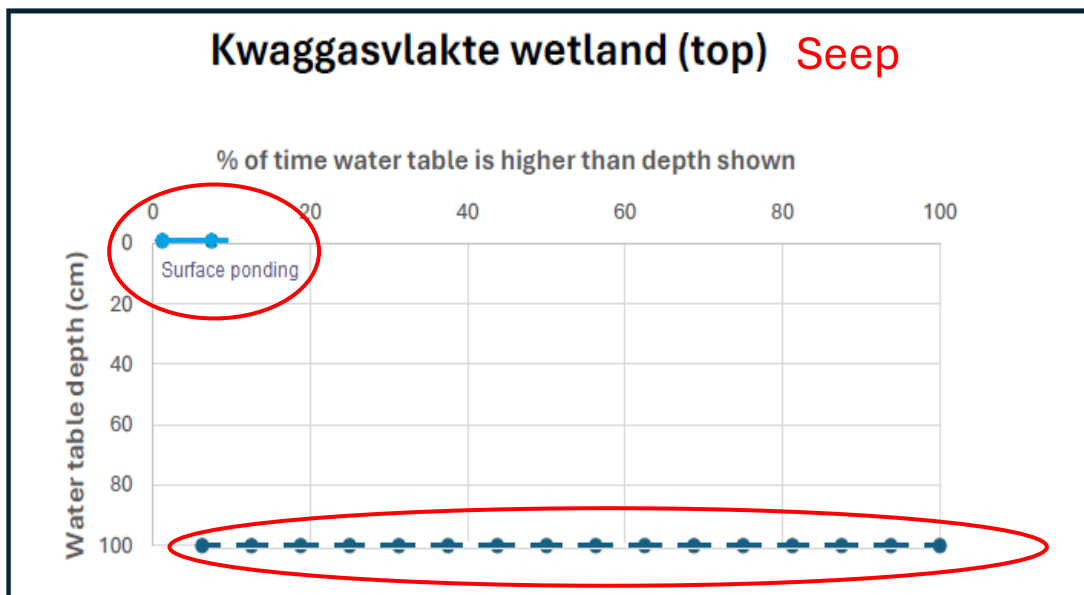 Kwaggasvlakte wetland (top) Seep
% of time water table is higher than depth shown
0 20 40 60 80 100
0
Surface ponding
20
40
60
80
100
Water table depth (cm)